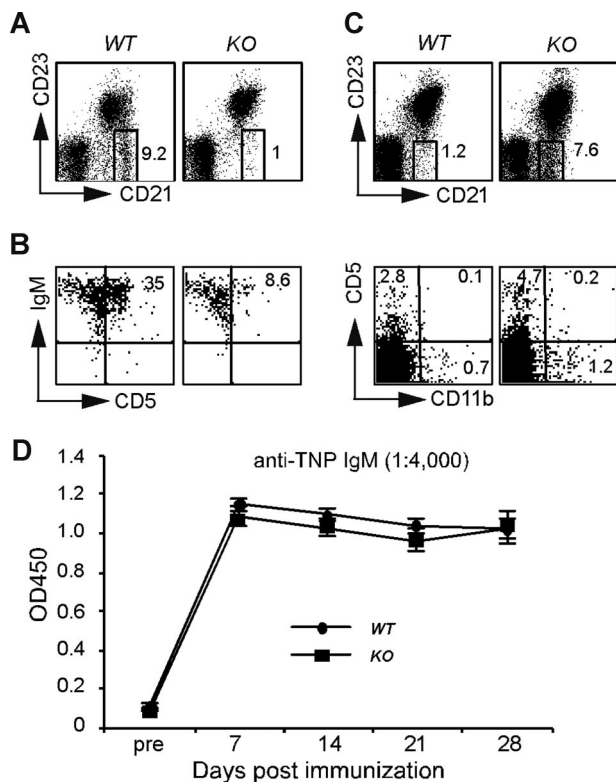 A
WT
KO
CD23
9.2
1
CD21
C
WT
KO
CD23
1.2
7.6
CD21
B
IgM
35
8.6
CD5
CD5
2.8
0.1
0.7
4.7
0.2
1.2
CD11b
D
anti-TNP IgM (1:4,000)
OD450
1.4
1.2
1.0
0.8
0.6
0.4
0.2
0
WT
KO
pre
7
14
21
28
Days post immunization